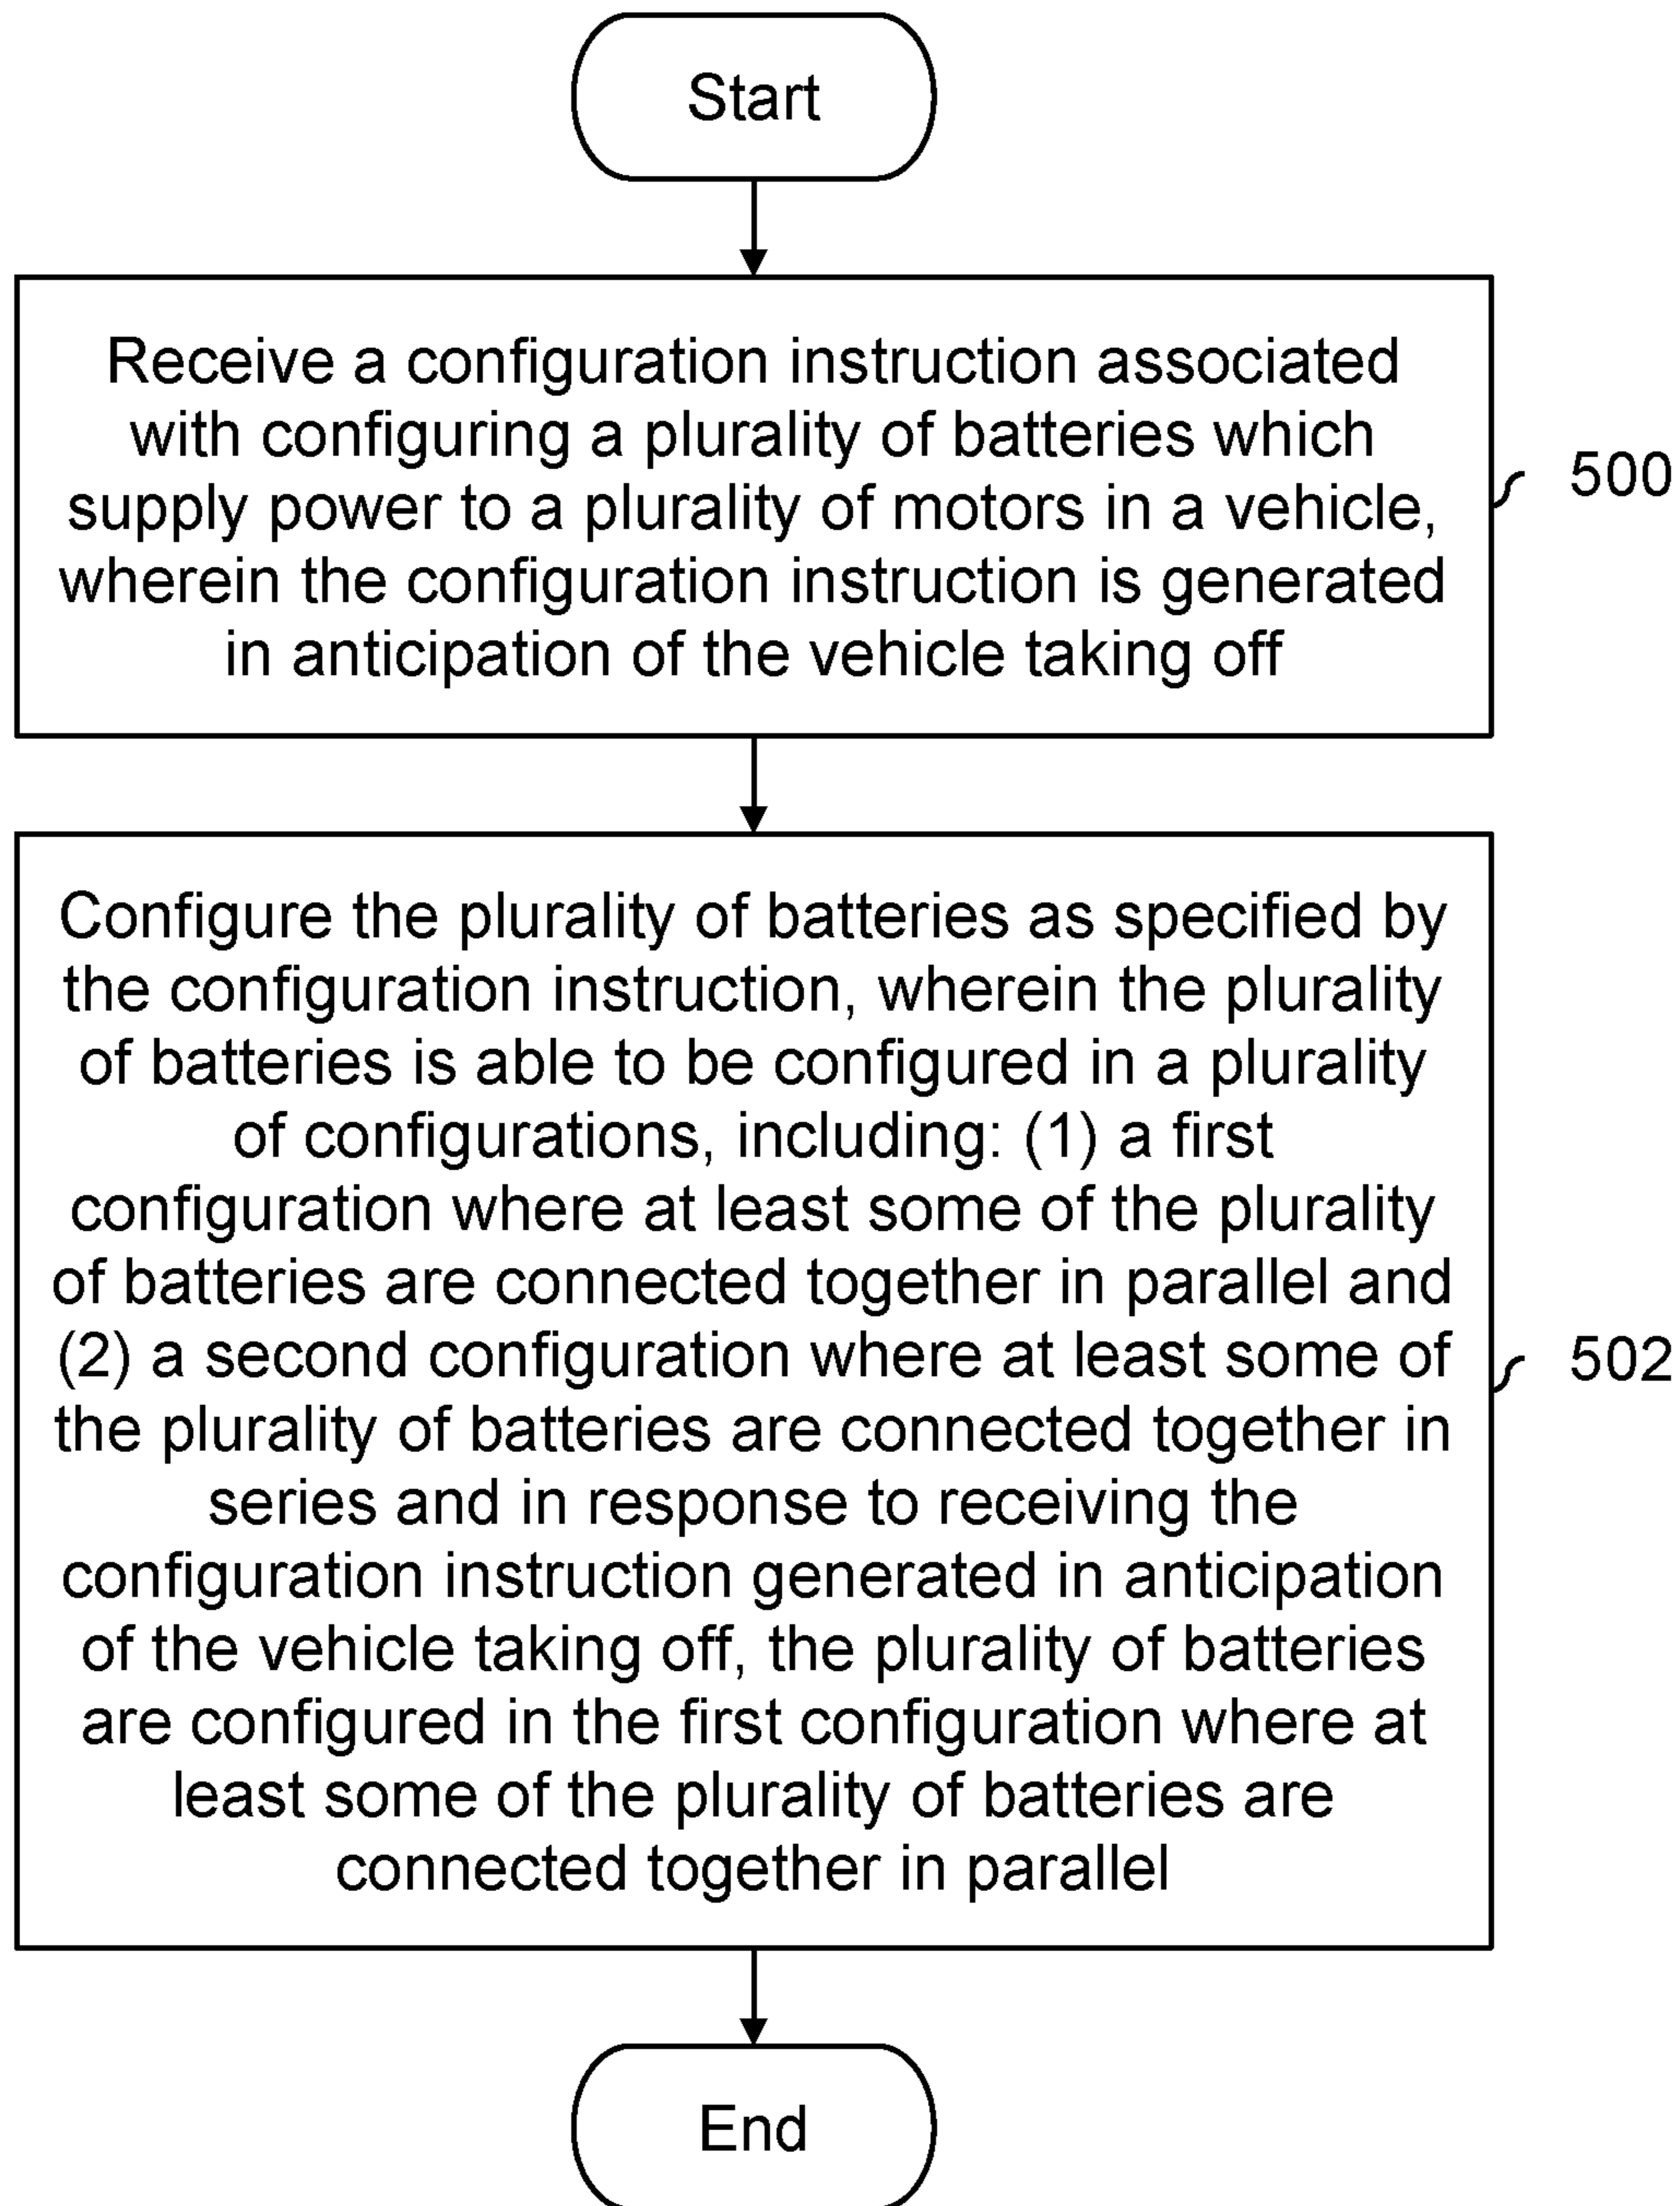 Start
Receive a configuration instruction associated
with configuring a plurality of batteries which
supply power to a plurality of motors in a vehicle,
wherein the configuration instruction is generated
in anticipation of the vehicle taking off
500
Configure the plurality of batteries as specified by
the configuration instruction, wherein the plurality
of batteries is able to be configured in a plurality
of configurations, including: (1) a first
configuration where at least some of the plurality
of batteries are connected together in parallel and
(2) a second configuration where at least some of
the plurality of batteries are connected together in
series and in response to receiving the
configuration instruction generated in anticipation
of the vehicle taking off, the plurality of batteries
are configured in the first configuration where at
least some of the plurality of batteries are
connected together in parallel
502
End